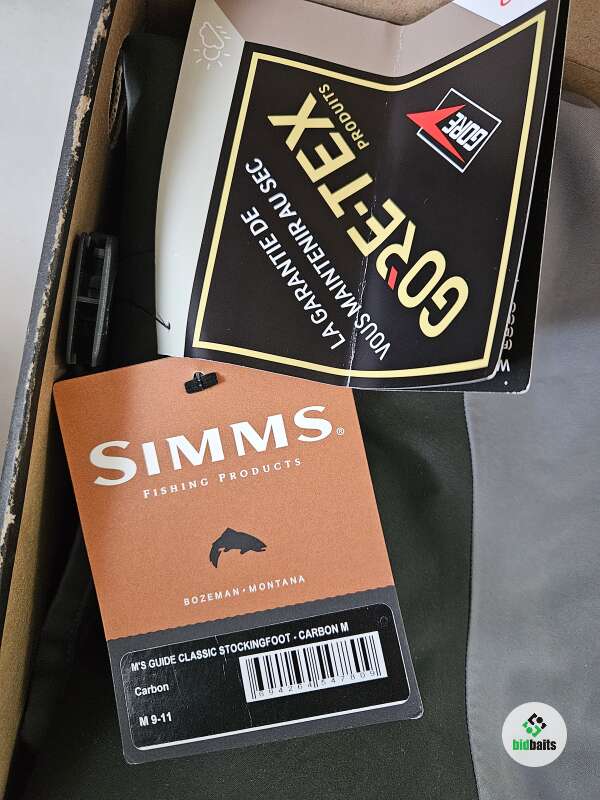 GORE
LA GARANTIE DE
VOUS MAINTENIR AU SEC
GORE-TEX
PRODUITS
SIMMS®
FISHING PRODUCTS
BOZEMAN • MONTANA
M'S GUIDE CLASSIC STOCKINGFOOT - CARBON M
Carbon
694264547809
M 9-11
bidbaits